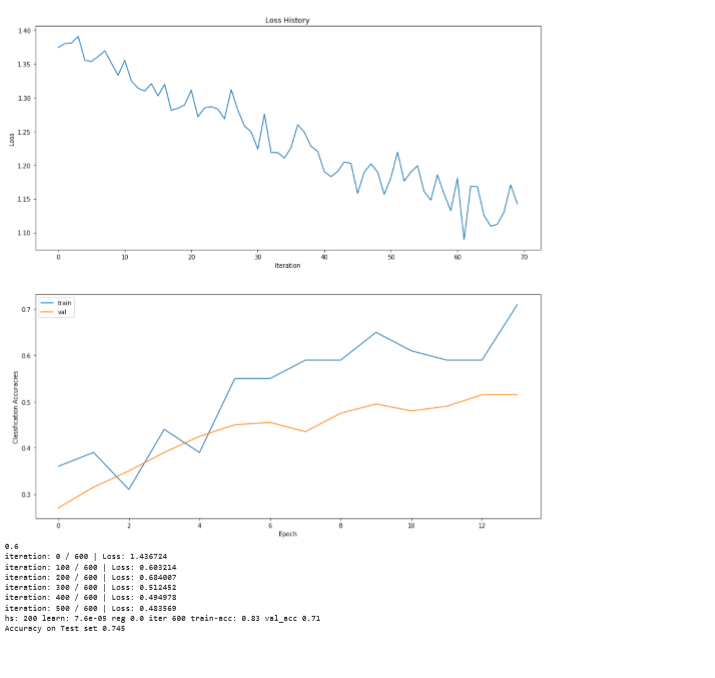 Loss History
1.40
1.35
1.30
1.25
1.20
1.15
1.10
Loss
0 10 20 30 40 50 60 70
Iteration
train
val
0.7
0.6
0.5
0.4
0.3
Classification Accuracies
0 2 4 6 8 10 12
Epoch
0.6
iteration: 0 / 600 | Loss: 1.436724
iteration: 100 / 600 | Loss: 0.603214
iteration: 200 / 600 | Loss: 0.684007
iteration: 300 / 600 | Loss: 0.512452
iteration: 400 / 600 | Loss: 0.494978
iteration: 500 / 600 | Loss: 0.483569
hs: 200 learn: 7.6e-05 reg 0.0 iter 600 train-acc: 0.83 val_acc 0.71
Accuracy on Test set 0.745